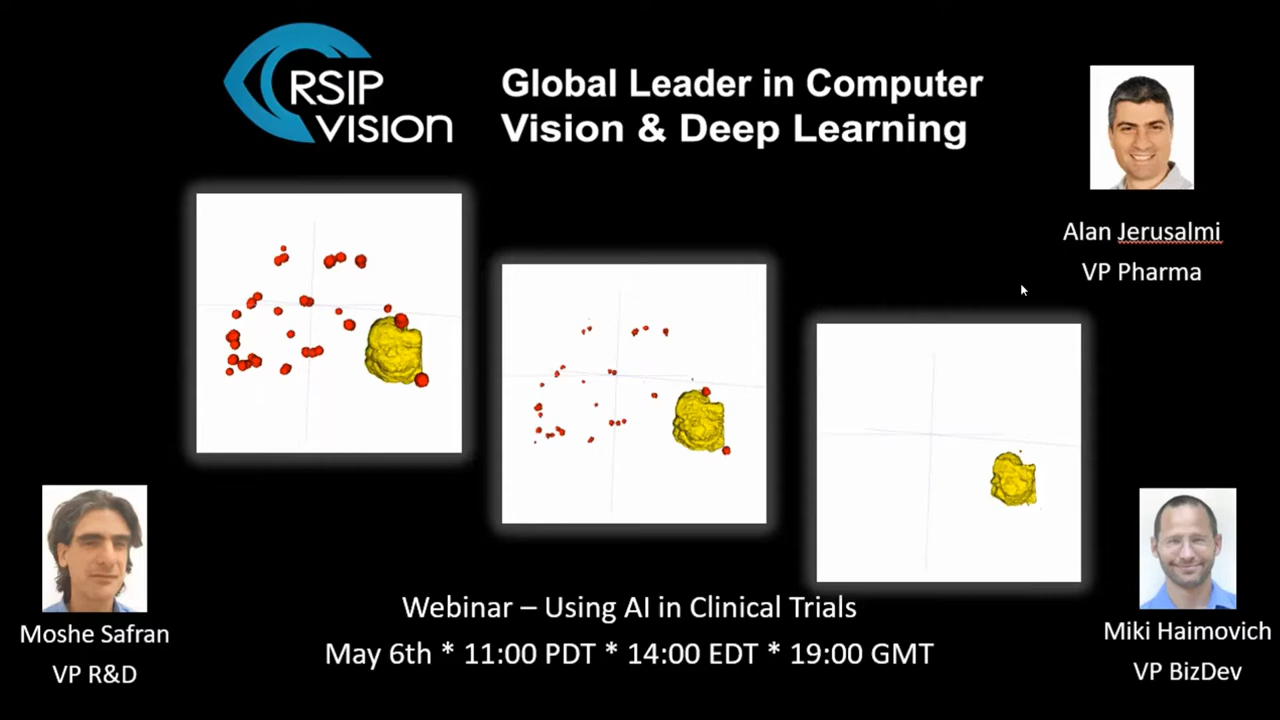 RSIP
VISION
Global Leader in Computer
Vision & Deep Learning
Alan Jerusalmi
VP Pharma
Moshe Safran
VP R&D
Webinar – Using AI in Clinical Trials
May 6th * 11:00 PDT * 14:00 EDT * 19:00 GMT
Miki Haimovich
VP BizDev